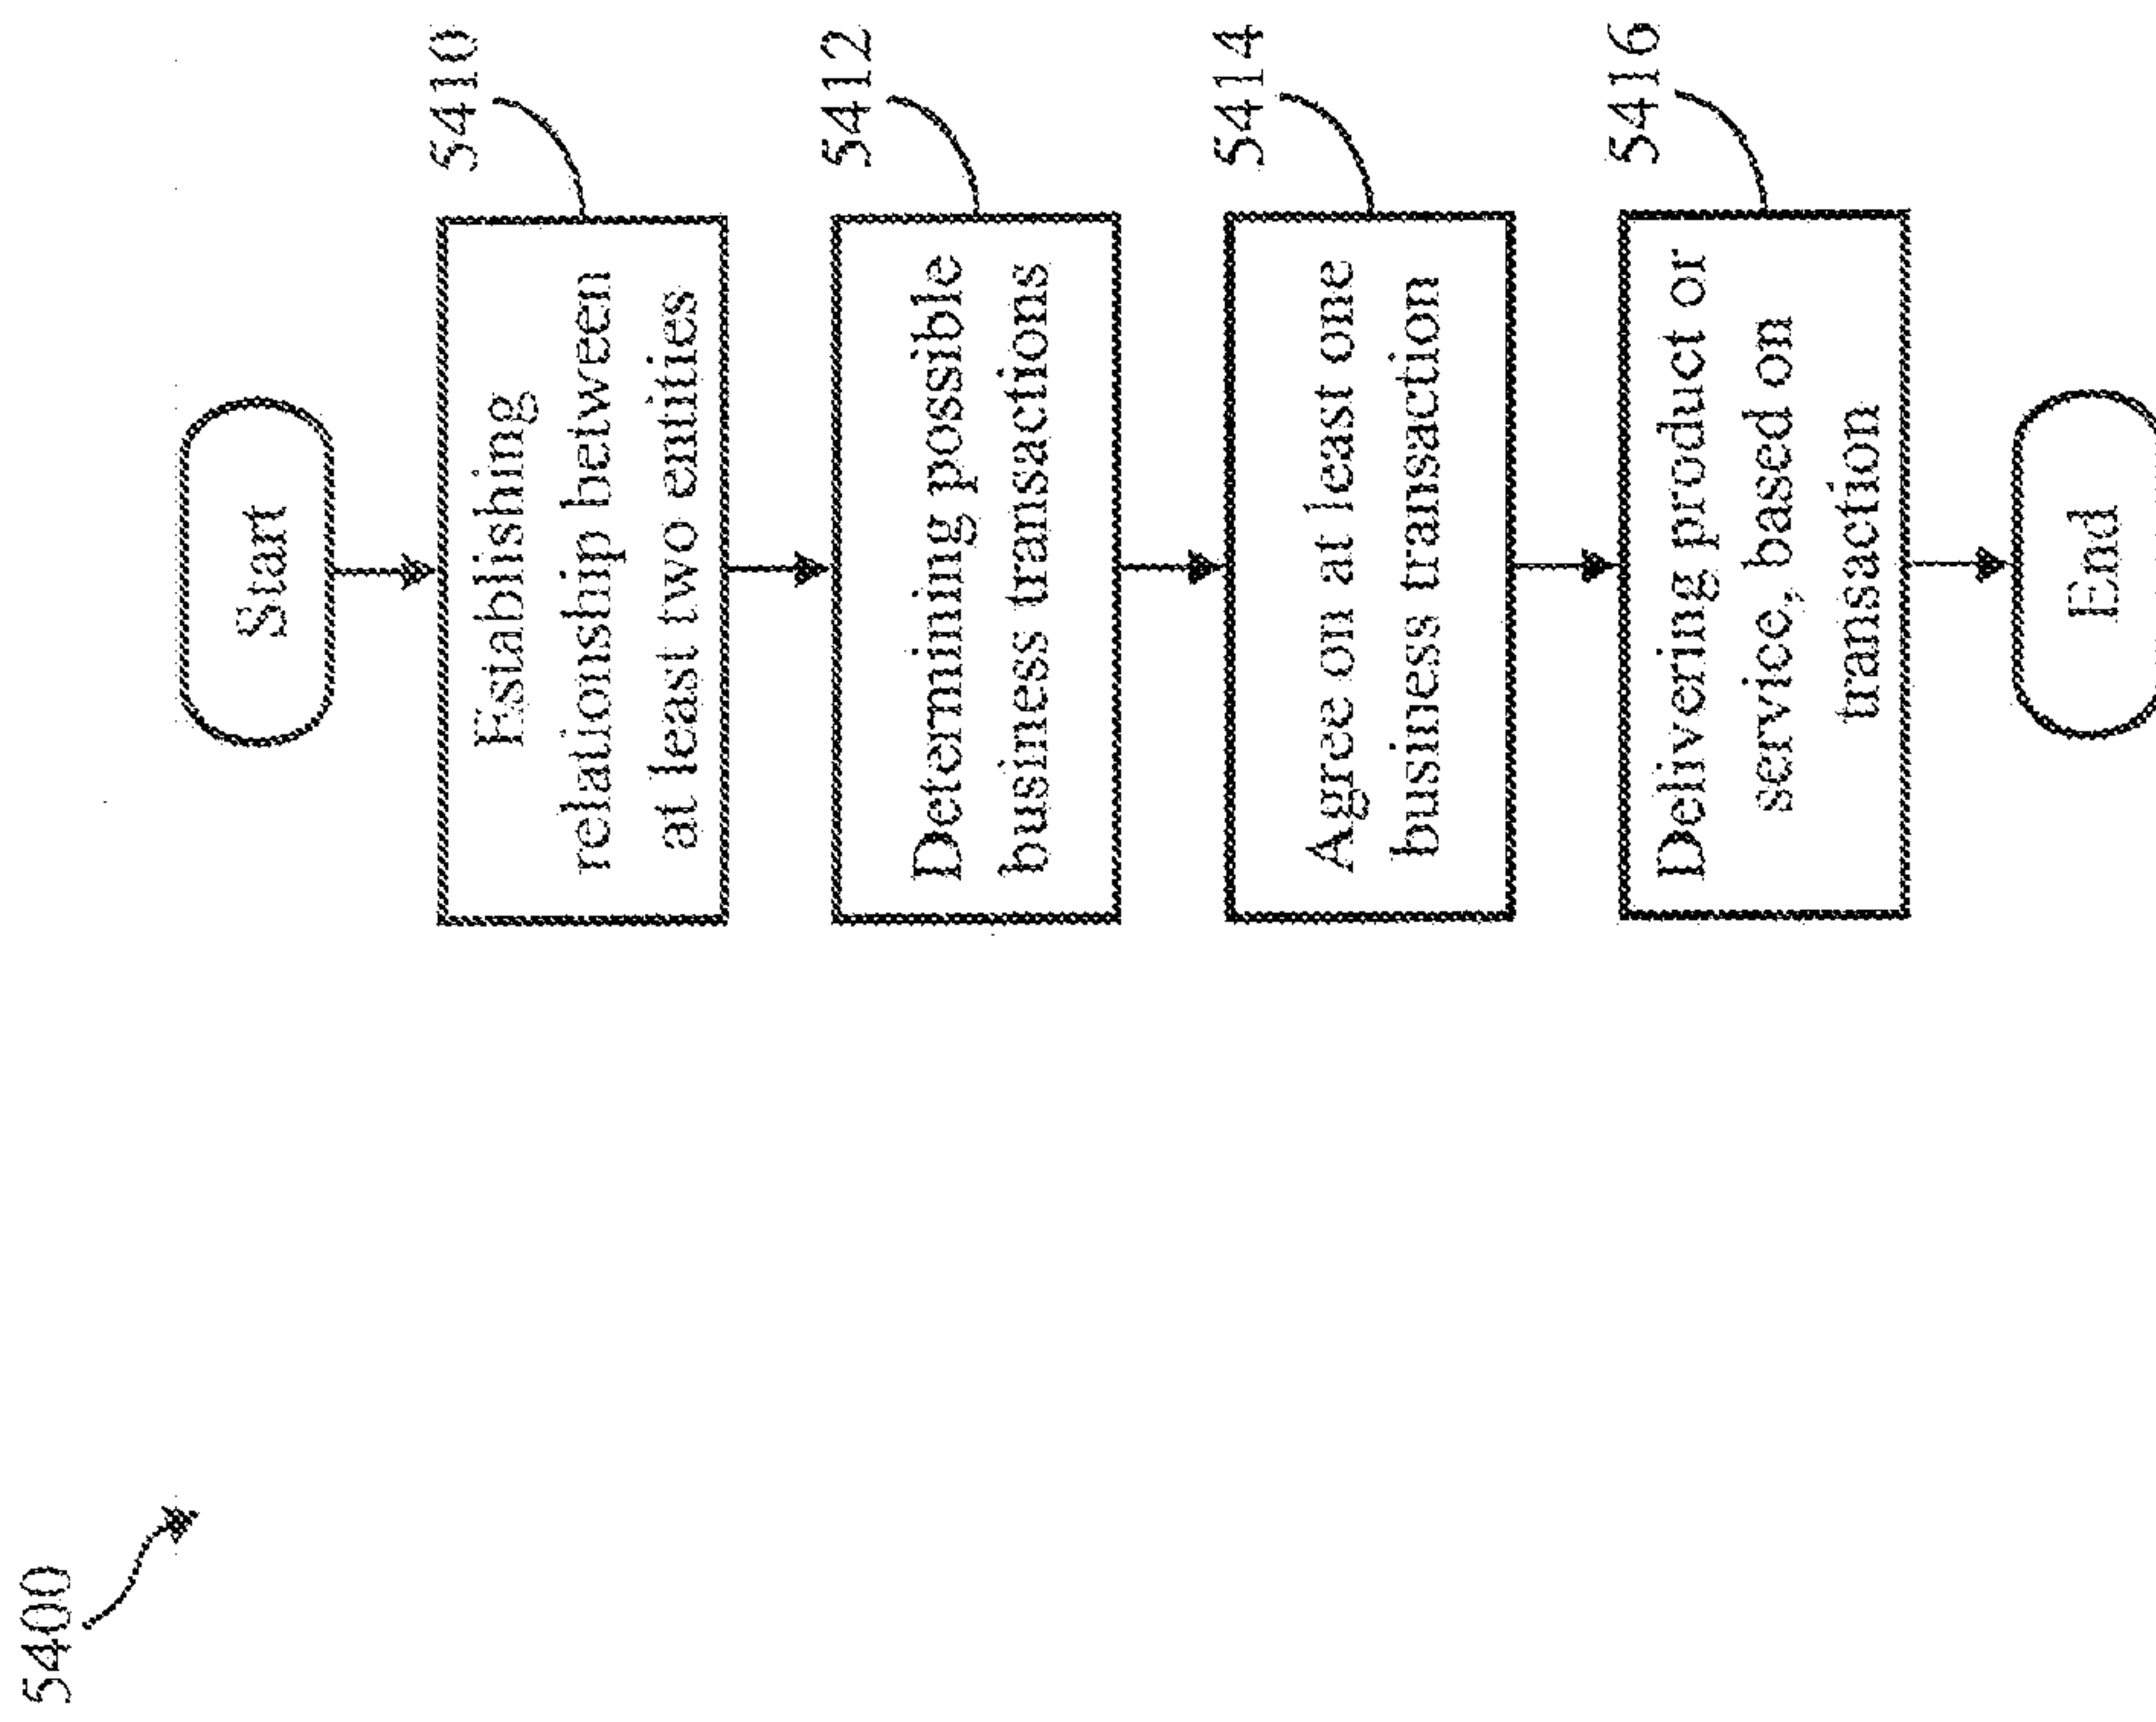 5400
Start
Establishing
relationship between
at least two entities
5410
Determining possible
business transactions
5412
Agree on at least one
business transaction
5414
Delivering product or
service, based on
transaction
5416
End